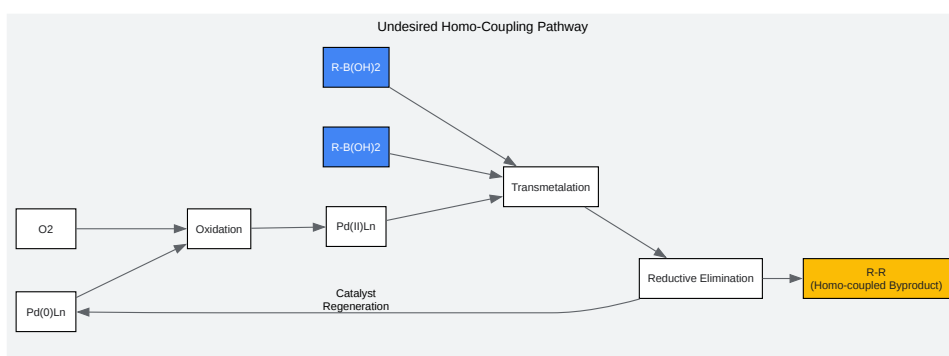 Undesired Homo-Coupling Pathway
R-B(OH)2
R-B(OH)2
Transmetalation
O2
Oxidation
Pd(II)Ln
Reductive Elimination
R-R
(Homo-coupled Byproduct)
Catalyst
Regeneration
Pd(0)Ln